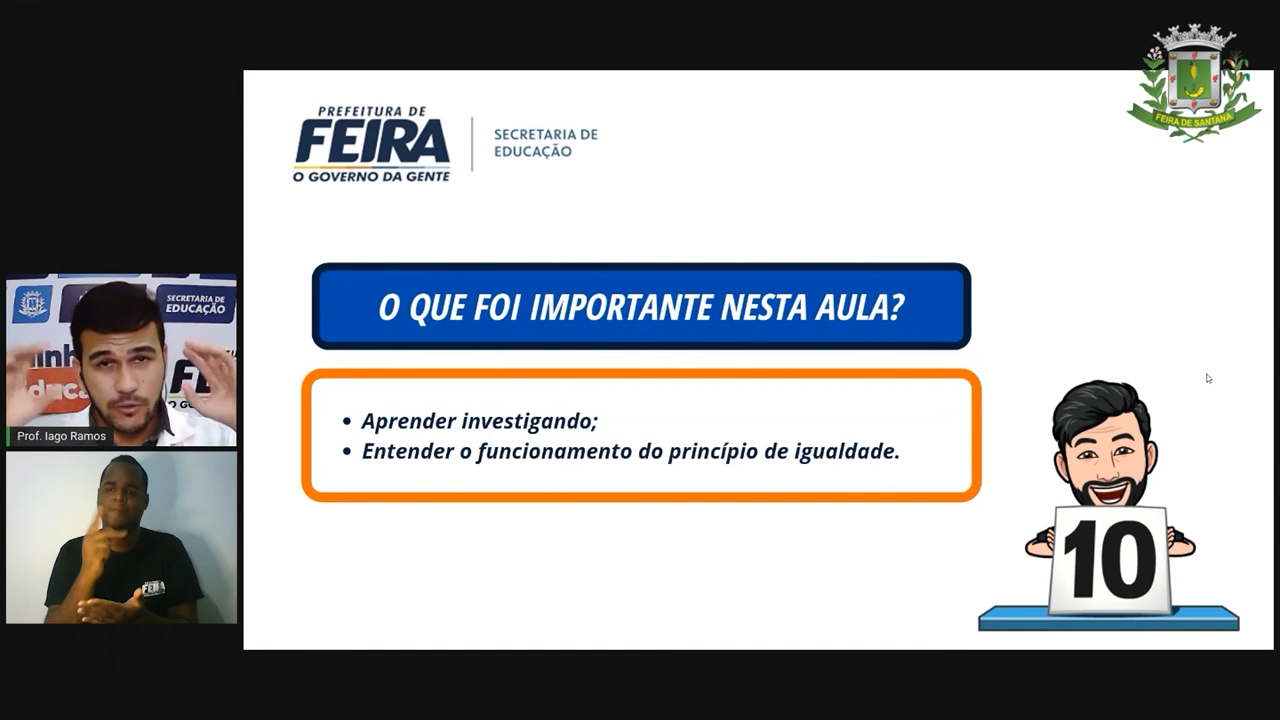 FEIRA DE SANTANA
PREFEITURA DE
FEIRA
O GOVERNO DA GENTE
SECRETARIA DE
EDUCAÇÃO
O QUE FOI IMPORTANTE NESTA AULA?
• Aprender investigando;
• Entender o funcionamento do princípio de igualdade.
10
SECRETARIA DE
EDUCAÇÃO
Prof. Iago Ramos
FEIRA